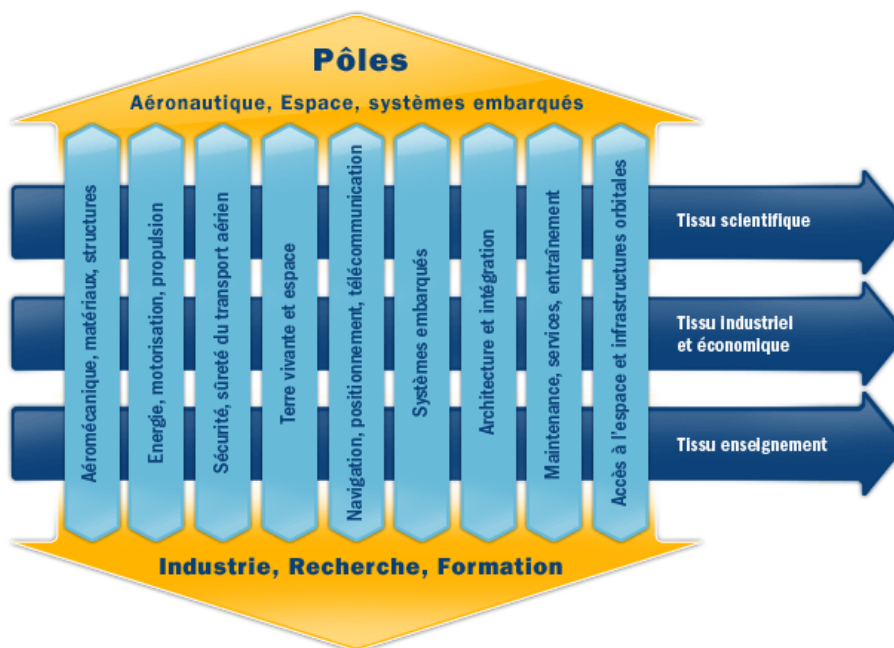 Pôles
Aéronautique, Espace, systèmes embarqués
Aéromécanique, matériaux, structures
Energie, motorisation, propulsion
Sécurité, sûreté du transport aérien
Terre vivante et espace
Navigation, positionnement, télécommunication
Systèmes embarqués
Architecture et intégration
Maintenance, services, entraînement
Accès à l'espace et infrastructures orbitales
Tissu scientifique
Tissu industriel
et économique
Tissu enseignement
Industrie, Recherche, Formation